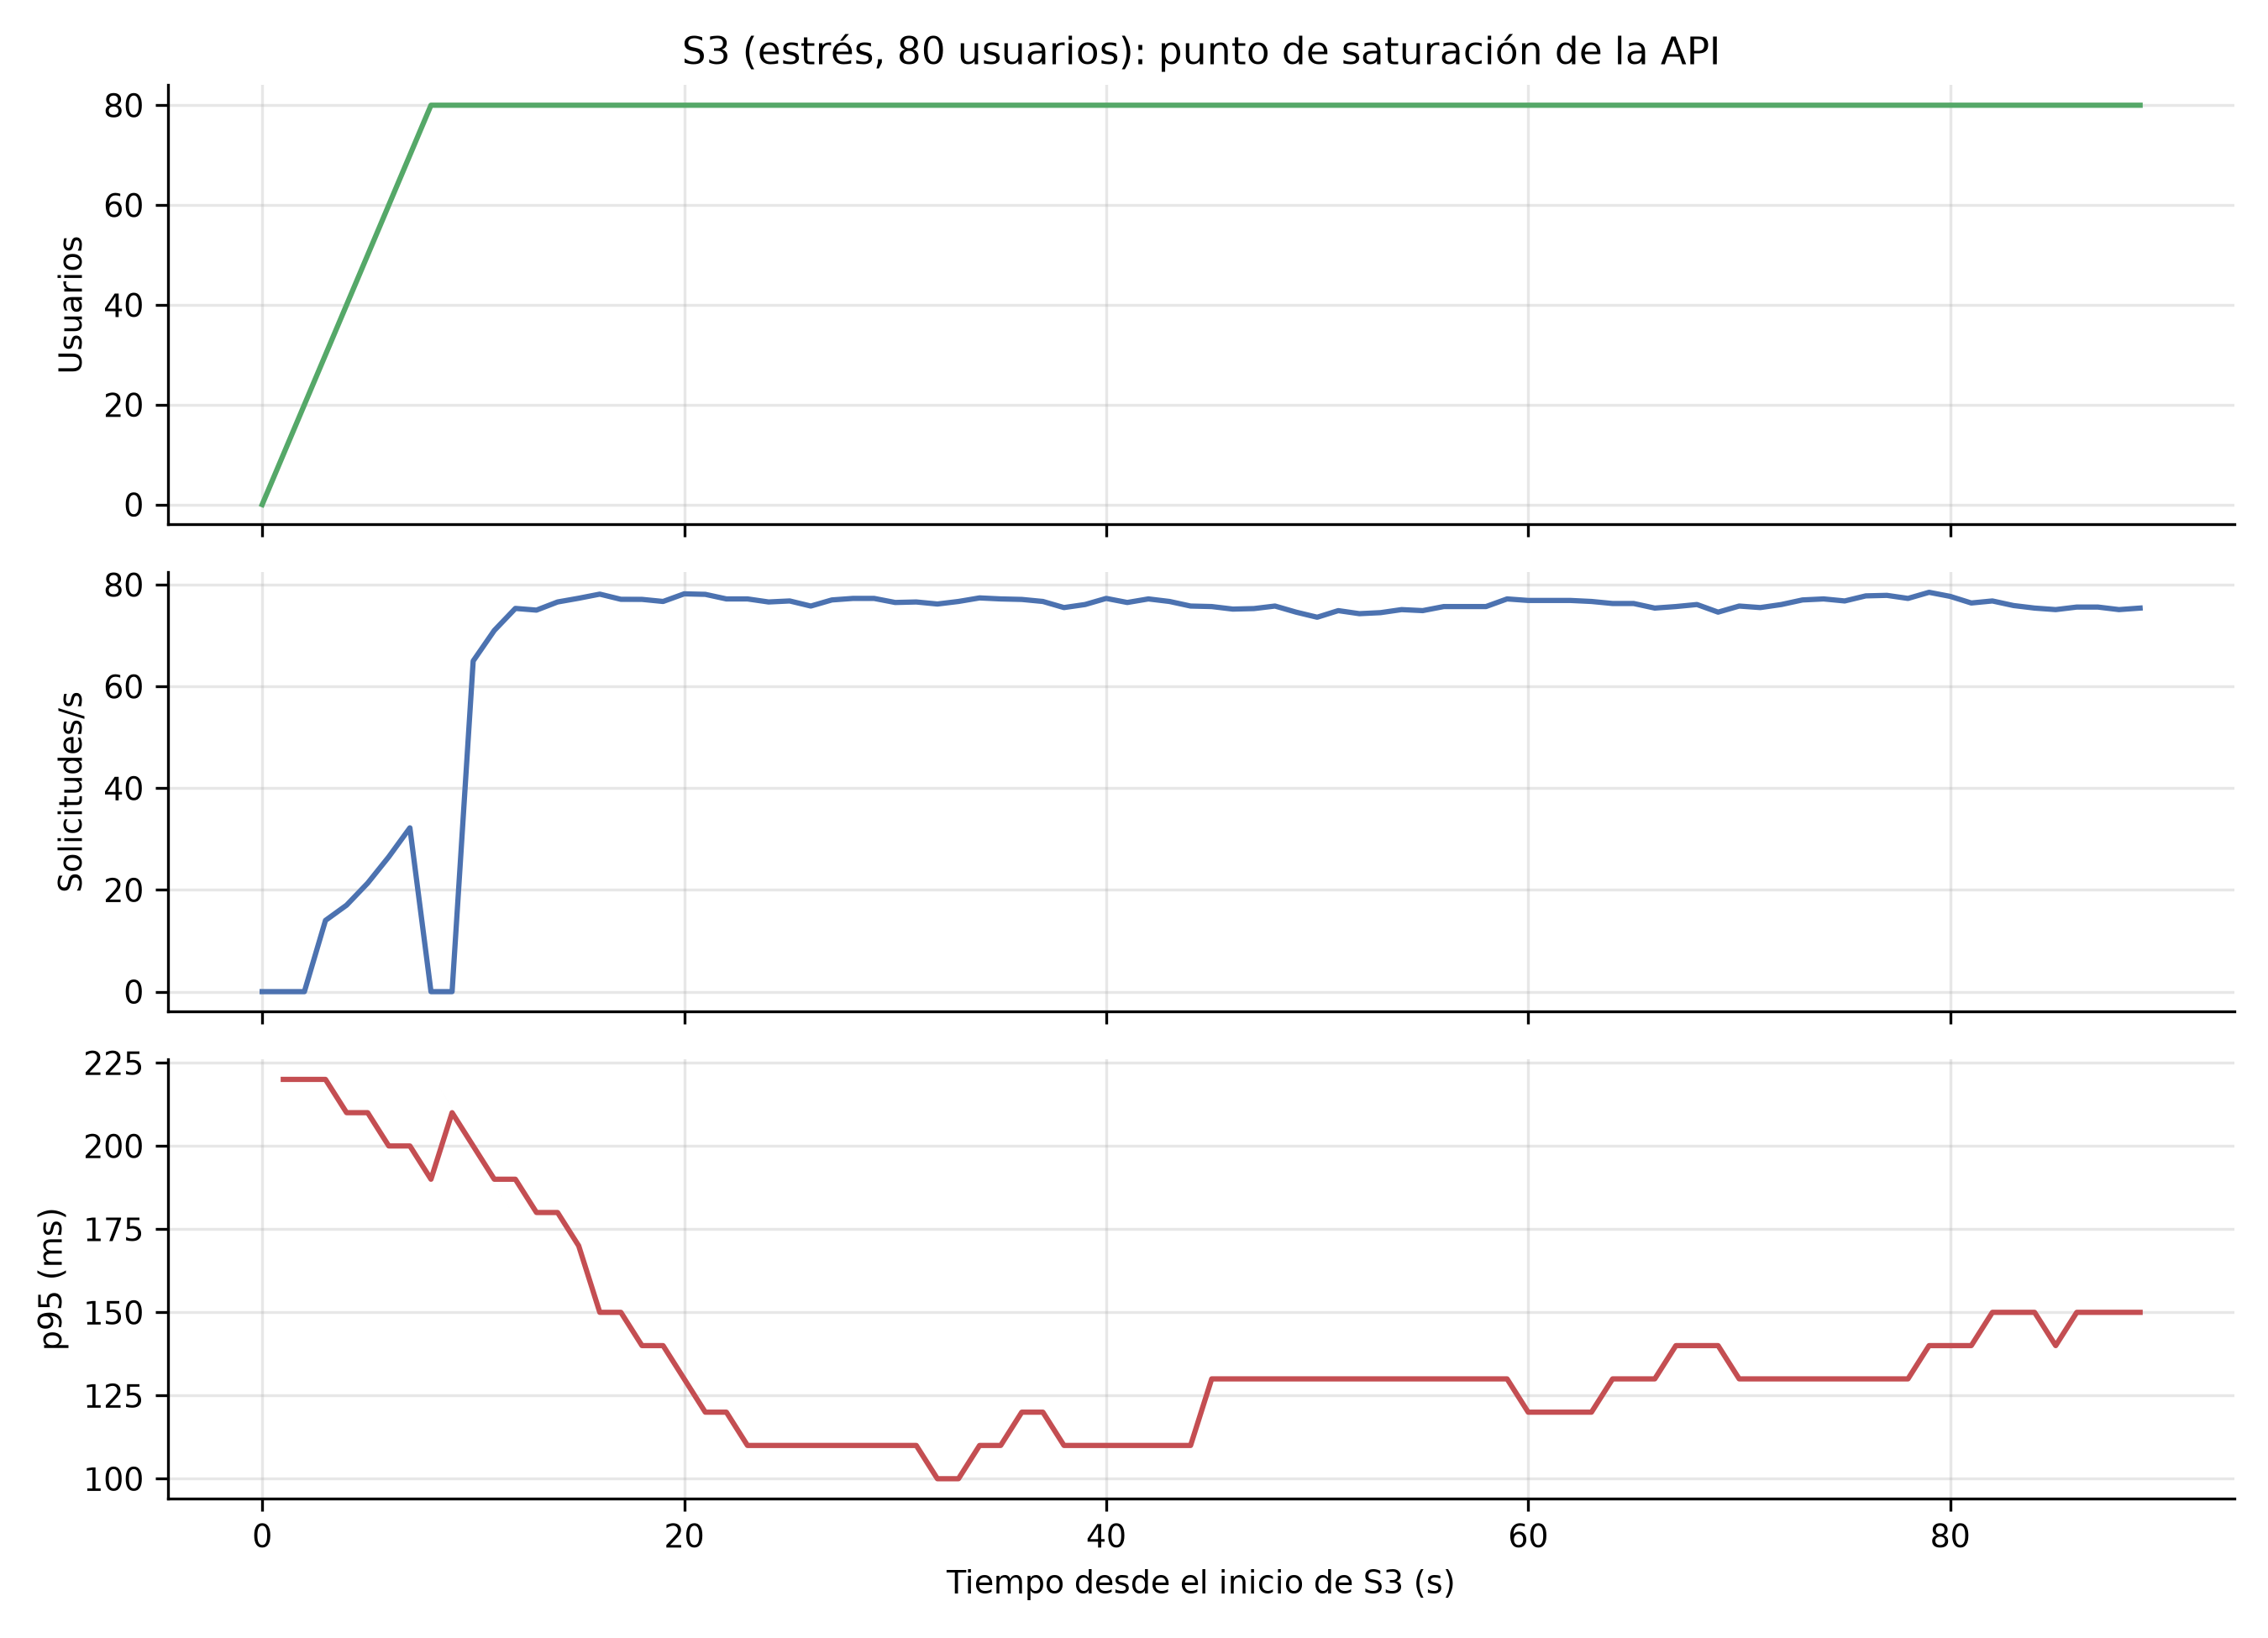 S3 (estrés, 80 usuarios): punto de saturación de la API
80
60
40
20
0
Usuarios
80
60
40
20
0
Solicitudes/s
225
200
175
150
125
100
p95 (ms)
0 20 40 60 80
Tiempo desde el inicio de S3 (s)